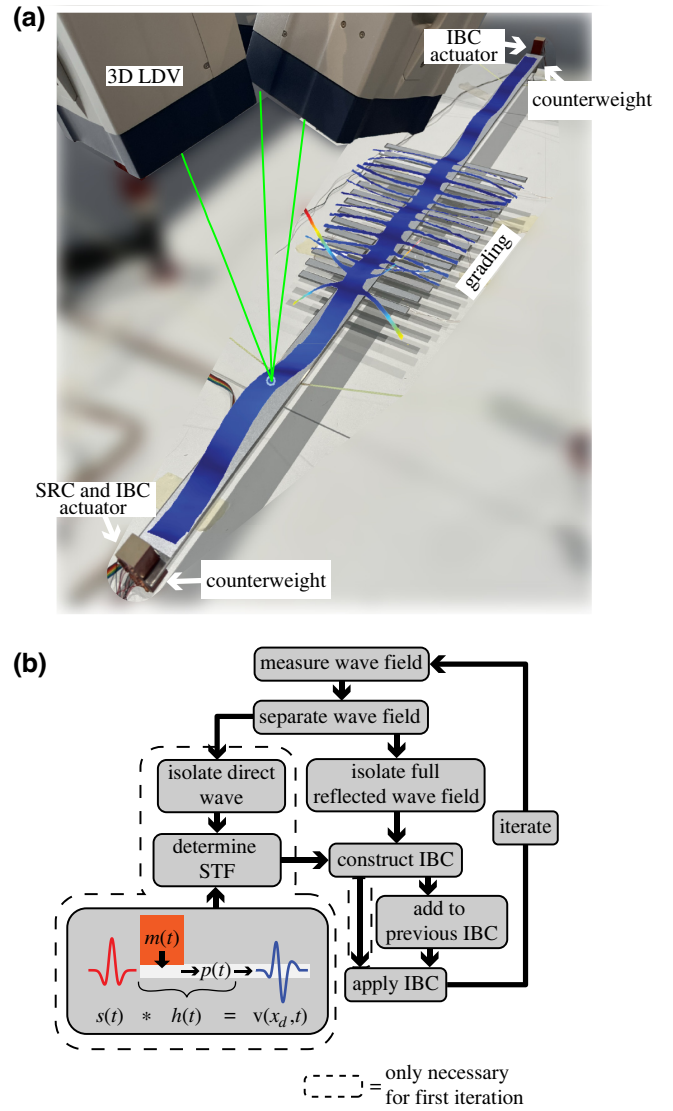 (a)
IBC
actuator
3D LDV
counterweight
grading
SRC and IBC
actuator
counterweight
(b)
measure wave field
separate wave field
isolate direct
wave
isolate full
reflected wave field
iterate
determine
STF
construct IBC
add to
previous IBC
m(t)
p(t)
apply IBC
s(t) * h(t) = v(x_d,t)
= only necessary
for first iteration